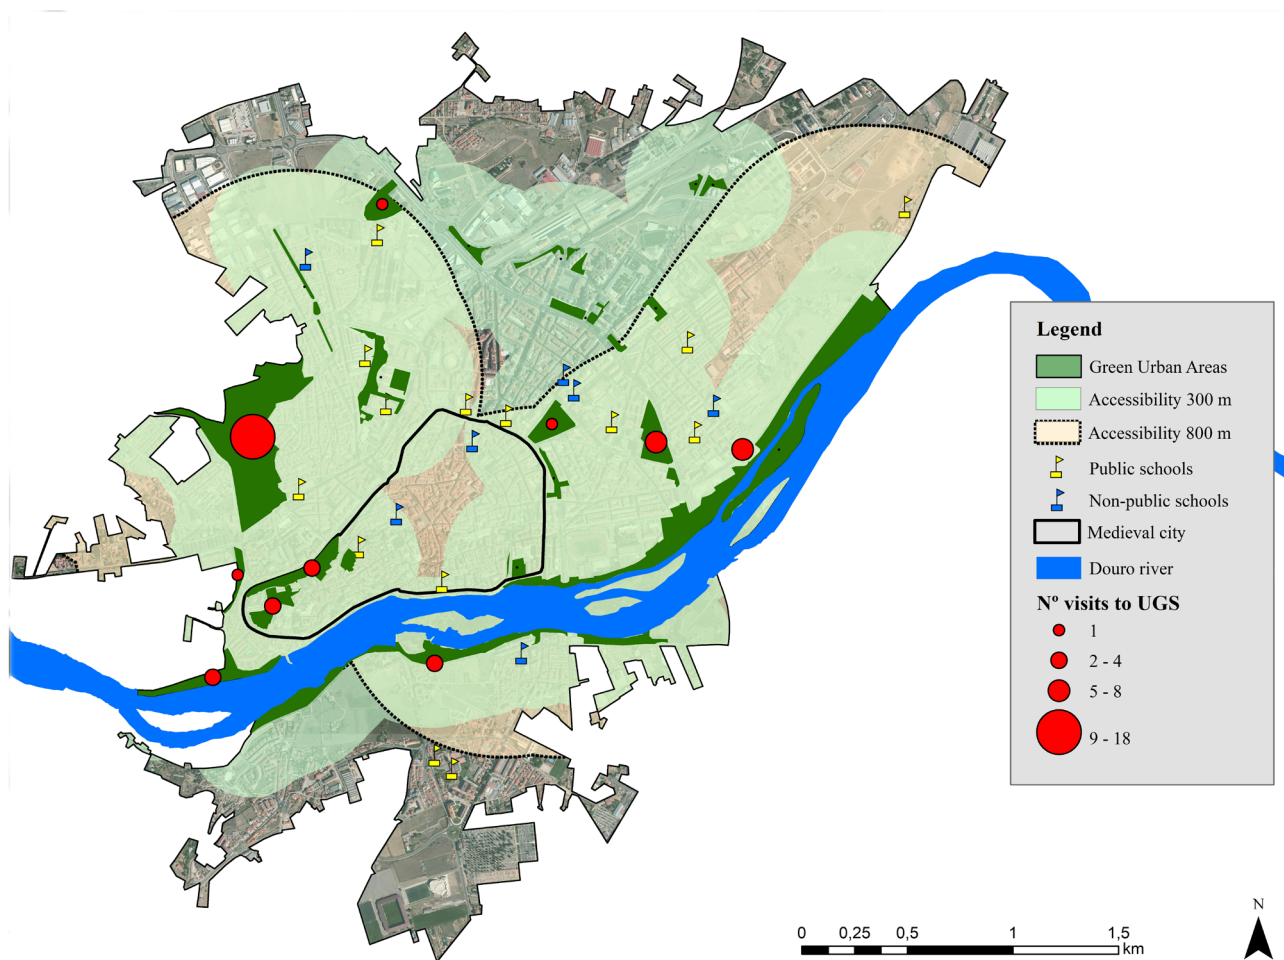 Legend
Green Urban Areas
Accessibility 300 m
Accessibility 800 m
Public schools
Non-public schools
Medieval city
Douro river
Nº visits to UGS
1
2 - 4
5 - 8
9 - 18
N
0 0,25 0,5 1 1,5
km